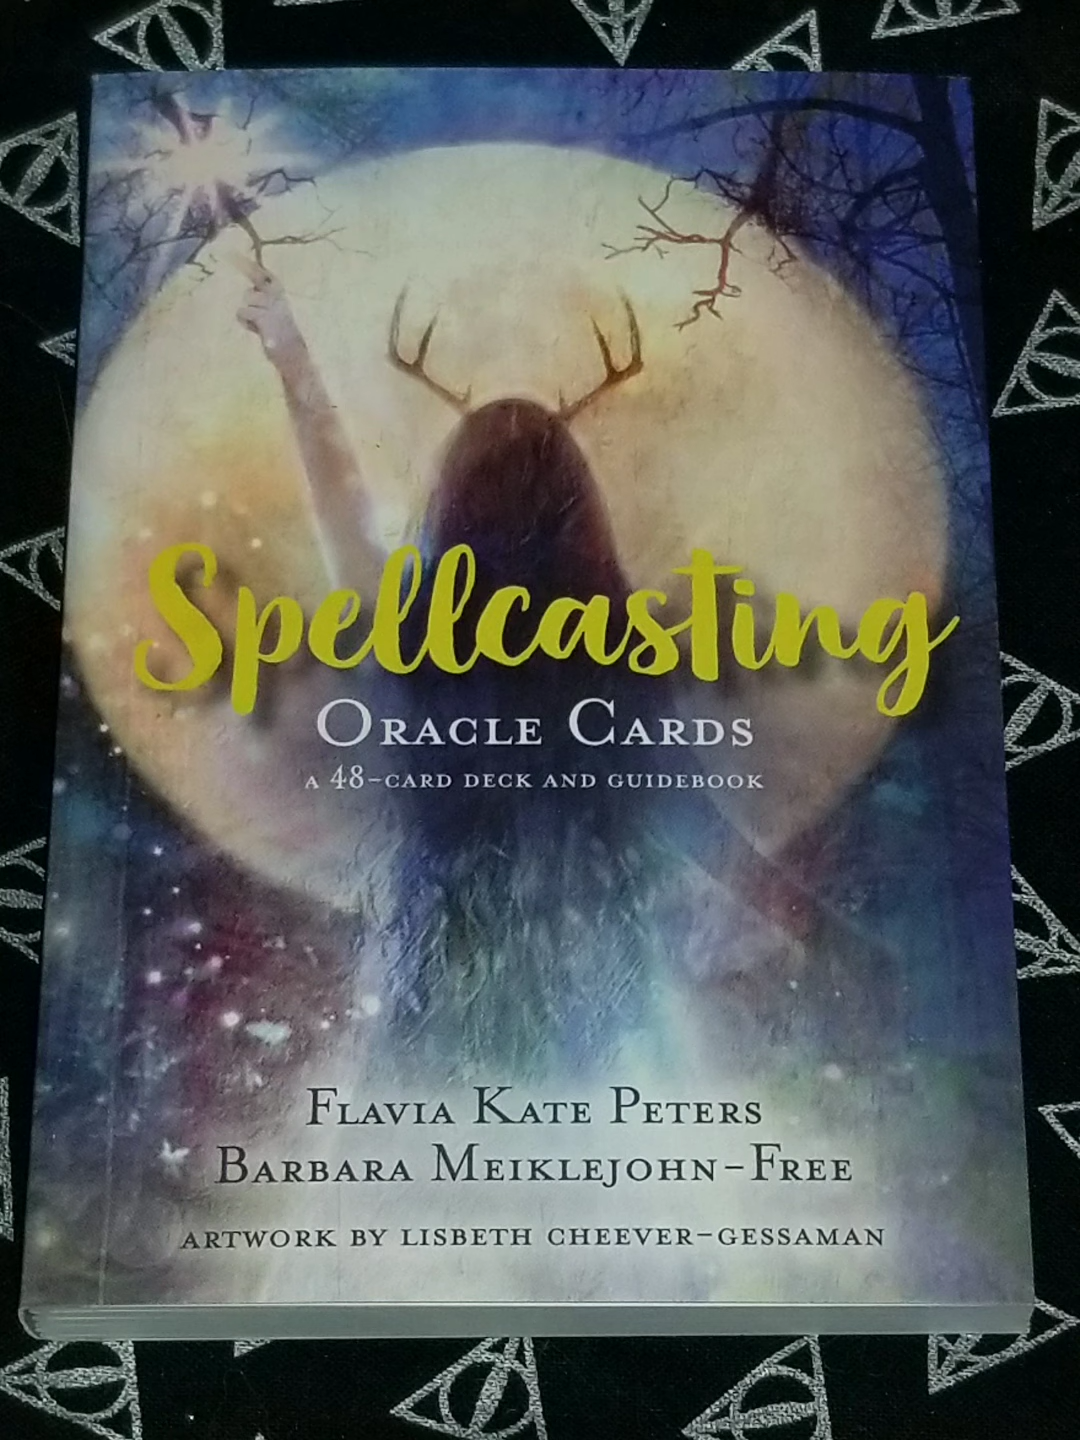 Spellcasting
ORACLE CARDS
A 48-CARD DECK AND GUIDEBOOK
FLAVIA KATE PETERS
BARBARA MEIKLEJOHN-FREE
ARTWORK BY LISBETH CHEEVER-GESSAMAN